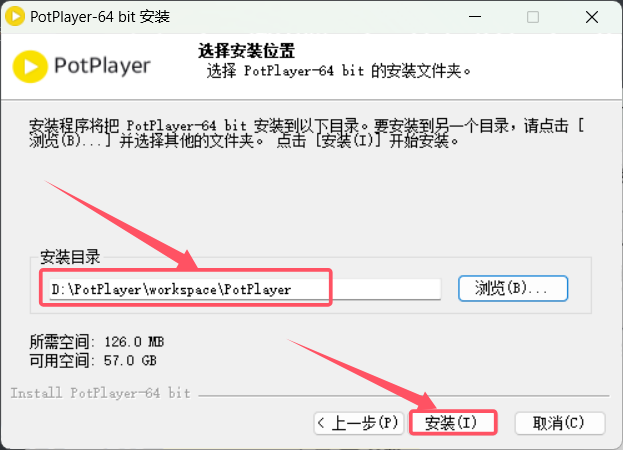 PotPlayer-64 bit 安装
PotPlayer
选择安装位置
选择 PotPlayer-64 bit 的安装文件夹。
安装程序将把 PotPlayer-64 bit 安装到以下目录。要安装到另一个目录，请点击 [
浏览(B)...] 并选择其他的文件夹。 点击 [安装(I)] 开始安装。
安装目录
D:\PotPlayer\workspace\PotPlayer
浏览(B)...
所需空间: 126.0 MB
可用空间: 57.0 GB
Install PotPlayer-64 bit
< 上一步(P)
安装(I)
取消(C)